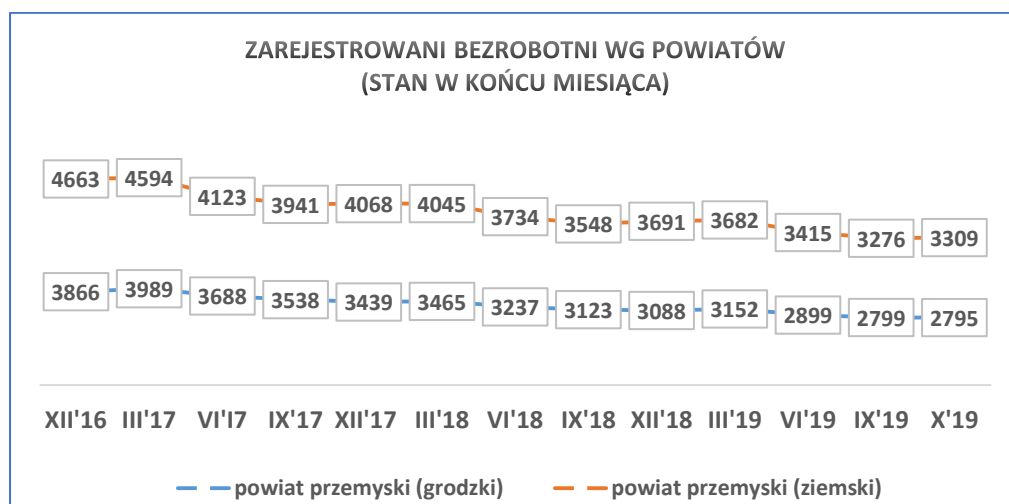 ZAREJESTROWANI BEZROBOTNI WG POWIATÓW
(STAN W KOŃCU MIESIĄCA)
4663 4594 4123 3941 4068 4045 3734 3548 3691 3682 3415 3276 3309
3866 3989 3688 3538 3439 3465 3237 3123 3088 3152 2899 2799 2795
XII'16 III'17 VI'I7 IX'17 XII'17 III'18 VI'18 IX'18 XII'18 III'19 VI'19 IX'19 X'19
powiat przemyski (grodzki) powiat przemyski (ziemski)